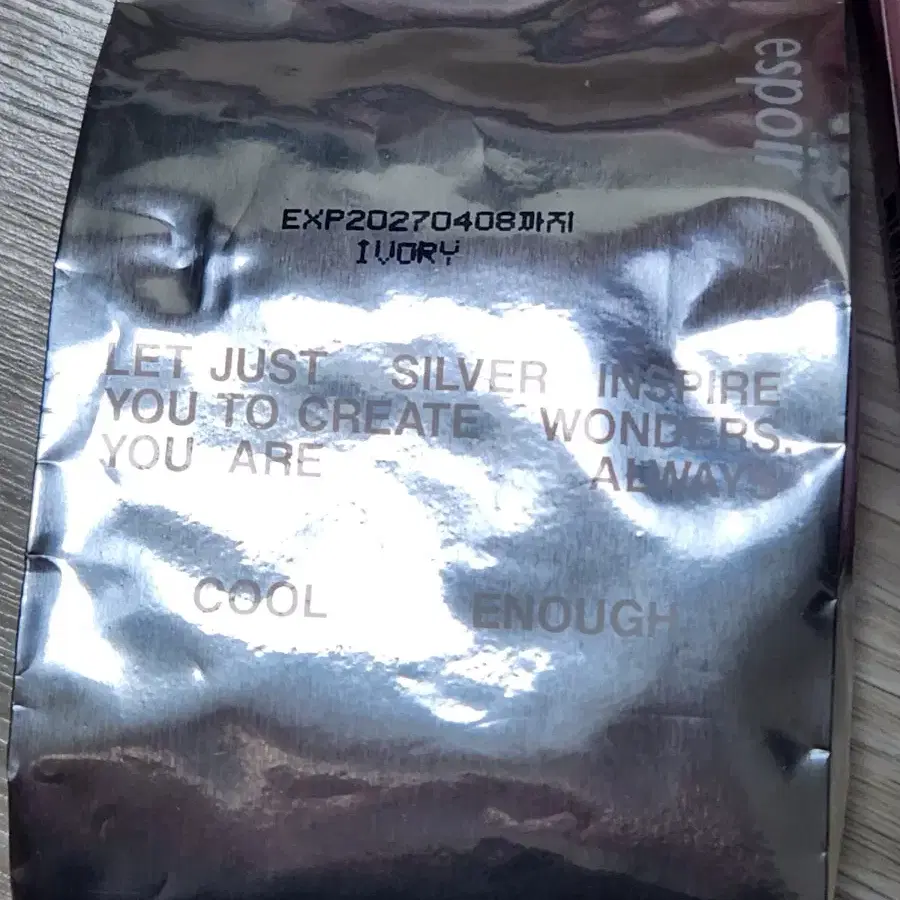 espoir
EXP20270408까지
IVORY
LET JUST SILVER INSPIRE
YOU TO CREATE WONDERS.
YOU ARE ALWAYS
COOL ENOUGH